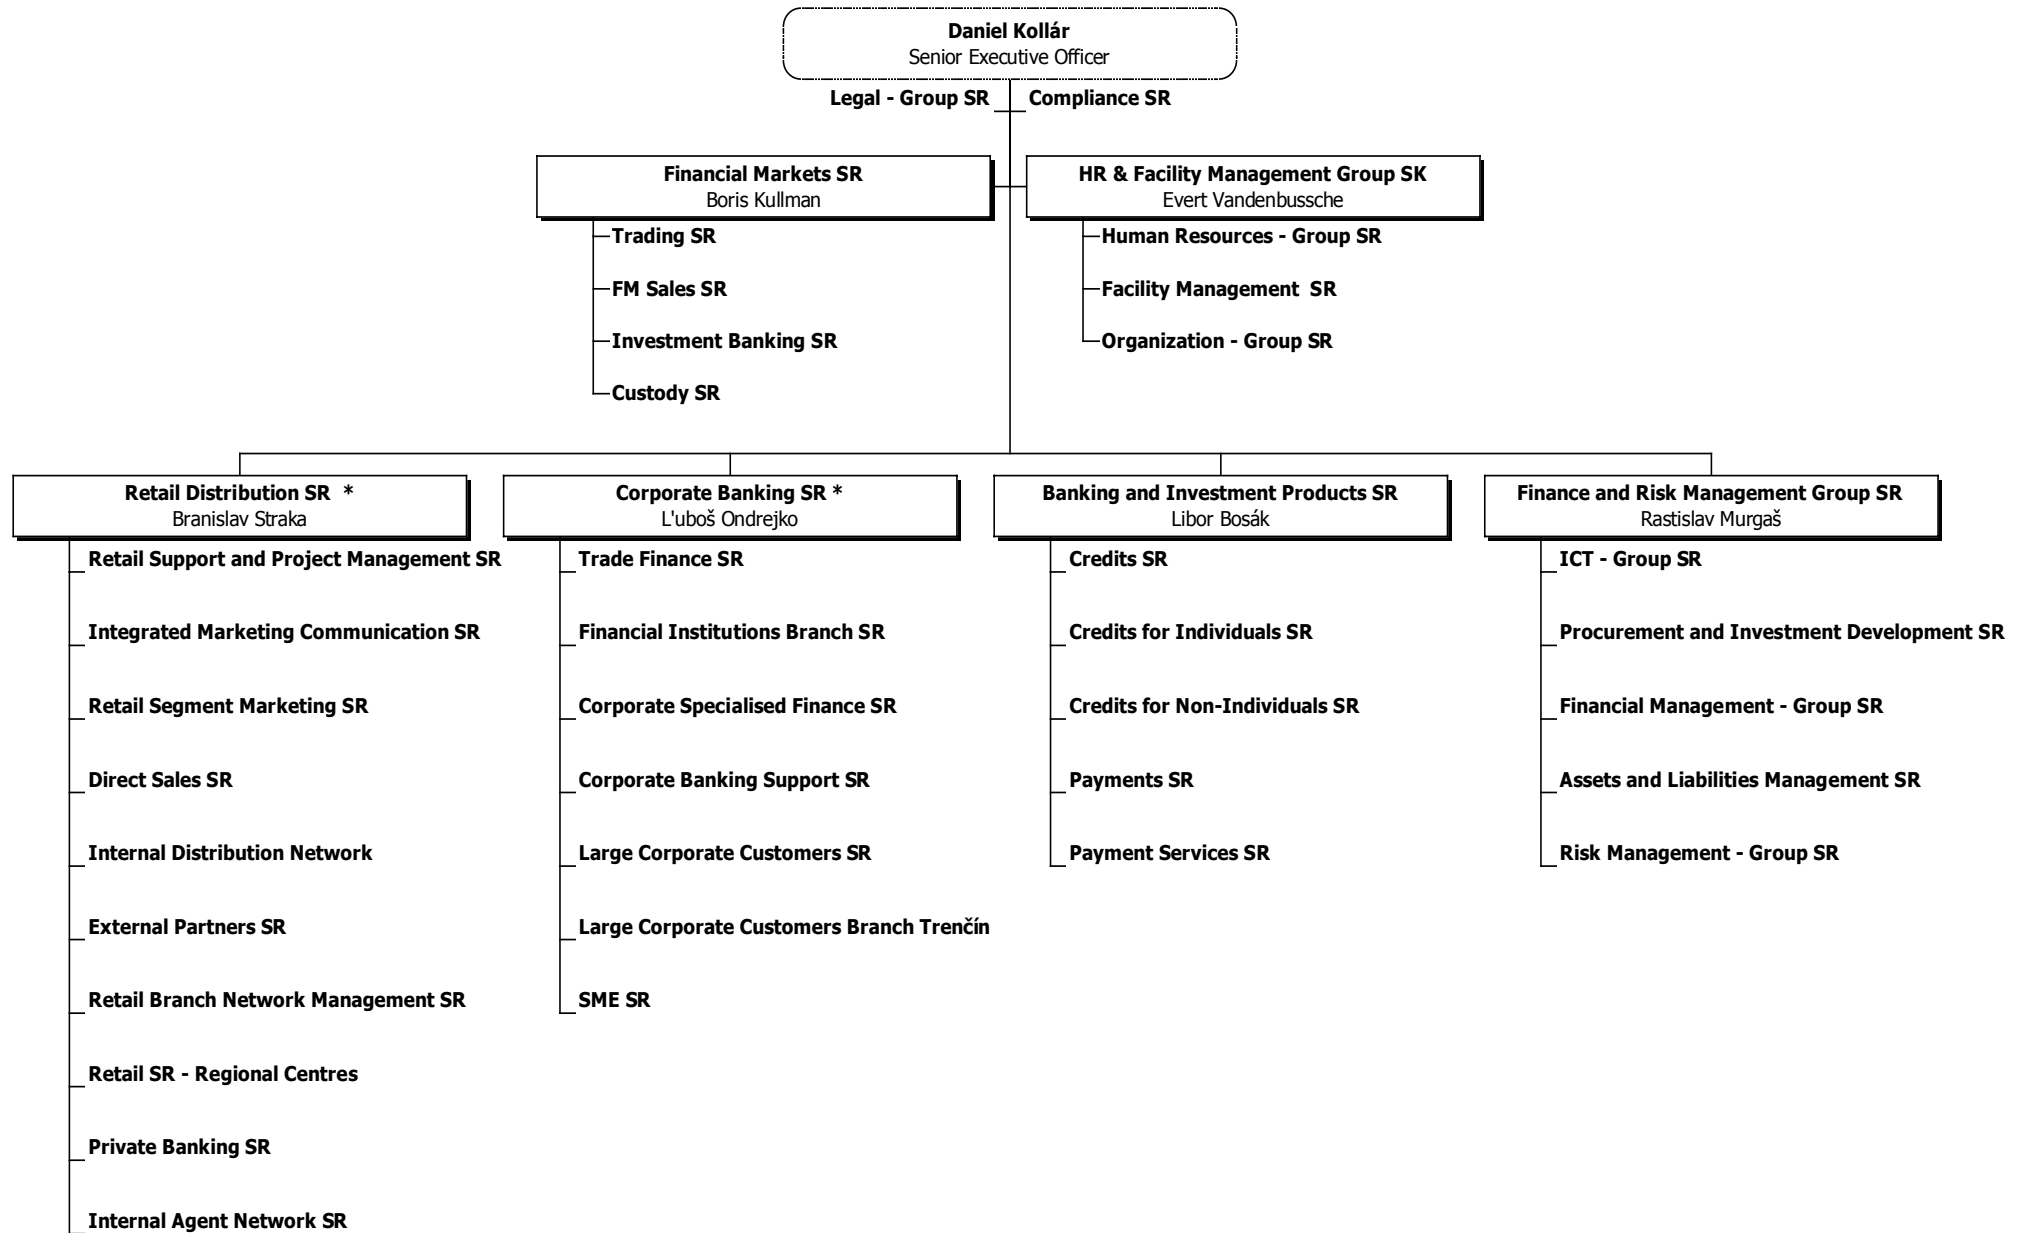 Daniel Kollár
Senior Executive Officer
Legal - Group SR
Compliance SR
Financial Markets SR
Boris Kullman
Trading SR
FM Sales SR
Investment Banking SR
Custody SR
HR & Facility Management Group SK
Evert Vandenbussche
Human Resources - Group SR
Facility Management SR
Organization - Group SR
Retail Distribution SR *
Branislav Straka
Retail Support and Project Management SR
Integrated Marketing Communication SR
Retail Segment Marketing SR
Direct Sales SR
Internal Distribution Network
External Partners SR
Retail Branch Network Management SR
Retail SR - Regional Centres
Private Banking SR
Internal Agent Network SR
Corporate Banking SR *
L'uboš Ondrejko
Trade Finance SR
Financial Institutions Branch SR
Corporate Specialised Finance SR
Corporate Banking Support SR
Large Corporate Customers SR
Large Corporate Customers Branch Trenčín
SME SR
Banking and Investment Products SR
Libor Bosák
Credits SR
Credits for Individuals SR
Credits for Non-Individuals SR
Payments SR
Payment Services SR
Finance and Risk Management Group SR
Rastislav Murgaš
ICT - Group SR
Procurement and Investment Development SR
Financial Management - Group SR
Assets and Liabilities Management SR
Risk Management - Group SR